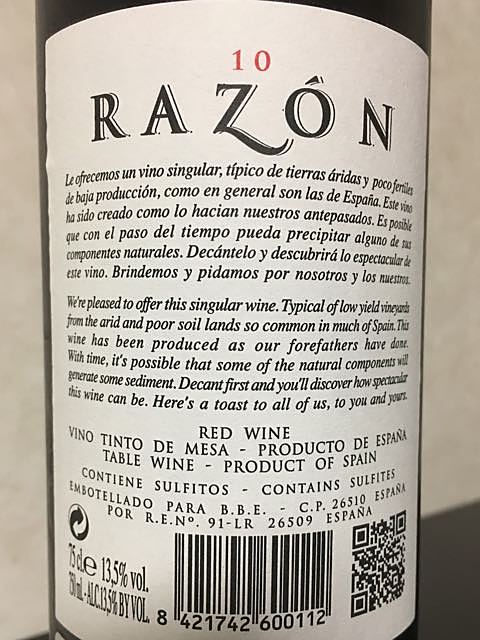 10
RAZÓN
Le ofrecemos un vino singular, típico de tierras áridas y poco fertiles
de baja producción, como en general son las de España. Este vino
ha sido creado como lo hacian nuestros antepasados. Es posible
que con el paso del tiempo pueda precipitar alguno de sus
componentes naturales. Decántelo y descubrirá lo espectacular de
este vino. Brindemos y pidamos por nosotros y los nuestros.
We're pleased to offer this singular wine. Typical of low yield vineyards
from the arid and poor soil lands so common in much of Spain. This
wine has been produced as our forefathers have done.
With time, it's possible that some of the natural components will
generate some sediment. Decant first and you'll discover how spectacular
this wine can be. Here's a toast to all of us, to you and yours.
RED WINE
VINO TINTO DE MESA - PRODUCTO DE ESPAÑA
TABLE WINE - PRODUCT OF SPAIN
CONTIENE SULFITOS - CONTAINS SULFITES
EMBOTELLADO PARA B.B.E. - C.P. 26510 ESPAÑA
POR R.E.Nº. 91-LR 26509 ESPAÑA
75 cl e 13,5% vol.
750 ml - ALC. 13,5% BY VOL.
8 421742 600112